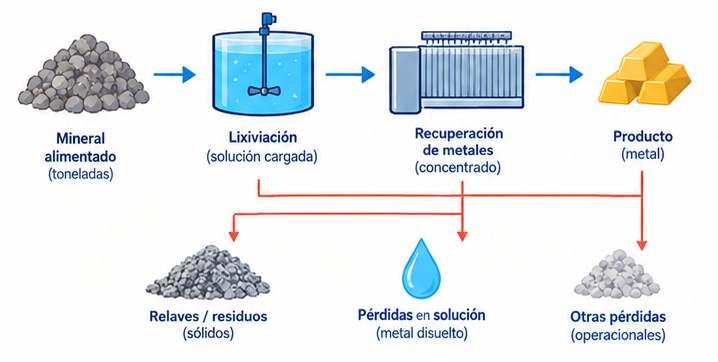 Mineral
alimentado
(toneladas)
Lixiviación
(solución cargada)
Recuperación
de metales
(concentrado)
Producto
(metal)
Relaves / residuos
(sólidos)
Pérdidas en solución
(metal disuelto)
Otras pérdidas
(operacionales)